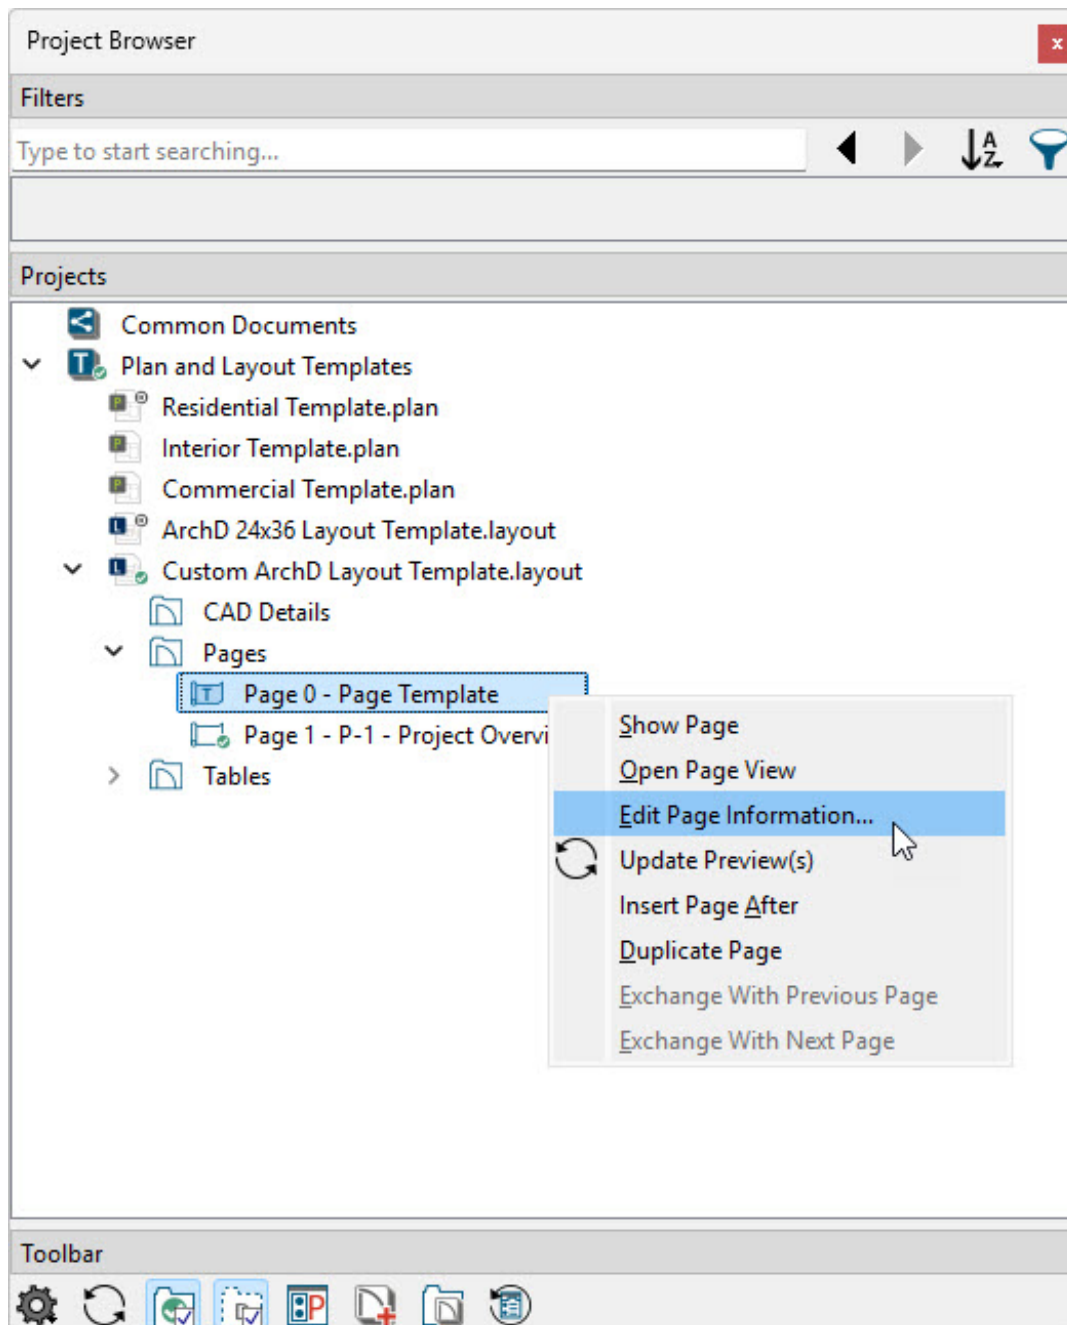 Project Browser
x
Filters
Type to start searching...
A
Z
Projects
Common Documents
T Plan and Layout Templates
P Residential Template.plan
P Interior Template.plan
P Commercial Template.plan
L ArchD 24x36 Layout Template.layout
L Custom ArchD Layout Template.layout
CAD Details
Pages
T Page 0 - Page Template
Page 1 - P-1 - Project Overvi
Tables
Show Page
Open Page View
Edit Page Information...
Update Preview(s)
Insert Page After
Duplicate Page
Exchange With Previous Page
Exchange With Next Page
Toolbar
P